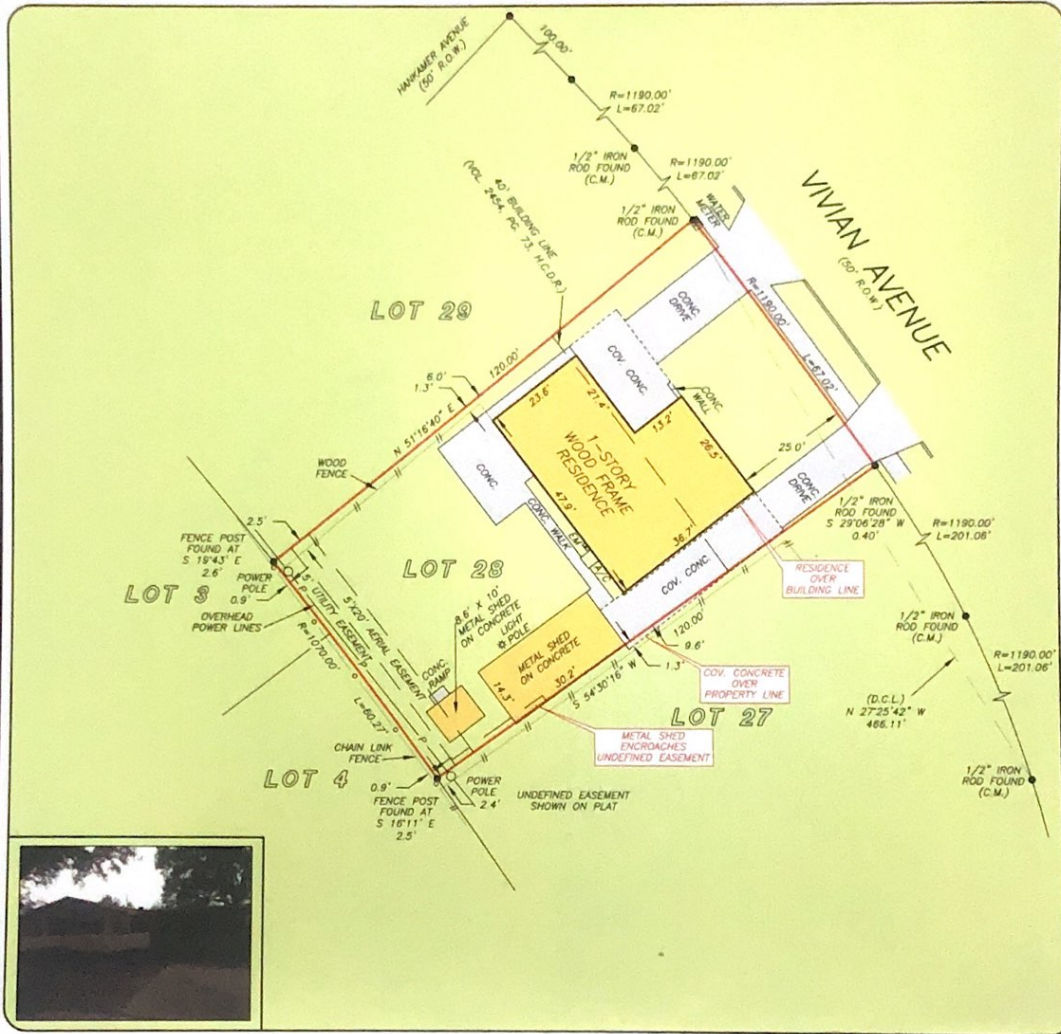 HANKAMER AVENUE
(50' R.O.W.)
100.00'
R=1190.00'
L=67.02'
1/2" IRON
ROD FOUND
(C.M.)
R=1190.00'
L=67.02'
1/2" IRON
ROD FOUND
(C.M.)
WATER
METER
VIVIAN AVENUE
(50' R.O.W.)
40' BUILDING LINE
(VOL. 2454, PG. 73, H.C.D.R.)
LOT 29
CONC.
DRIVE
R=1190.00'
L=67.02'
COV. CONC.
CONC.
WALL
6.0'
1.3'
120.00'
N 51°16'40" E
23.6'
21.4'
13.2'
26.5'
25.0'
1-STORY
WOOD FRAME
RESIDENCE
WOOD
FENCE
CONC.
47.9'
36.7'
CONC.
DRIVE
CONC. WALK
EM
A/C
COV. CONC.
1/2" IRON
ROD FOUND
S 29°06'28" W
0.40'
R=1190.00'
L=201.06'
RESIDENCE
OVER
BUILDING LINE
2.5'
FENCE POST
FOUND AT
S 19°43' E
2.6'
LOT 3
POWER
POLE
0.9'
OVERHEAD
POWER LINES
LOT 28
5' UTILITY EASEMENT
5'X20' AERIAL EASEMENT
8.6' X 10'
METAL SHED
ON CONCRETE
LIGHT
POLE
METAL SHED
ON CONCRETE
14.3'
30.2'
120.00'
9.6'
1.3'
S 54°30'16" W
CONC.
RAMP
COV. CONCRETE
OVER
PROPERTY LINE
1/2" IRON
ROD FOUND
(C.M.)
R=1190.00'
L=201.06'
(D.C.L.)
N 27°25'42" W
466.11'
LOT 27
R=1070.00'
L=60.27'
P
P
P
METAL SHED
ENCROACHES
UNDEFINED EASEMENT
CHAIN LINK
FENCE
LOT 4
0.9'
POWER
POLE
2.4'
FENCE POST
FOUND AT
S 16°11' E
2.5'
UNDEFINED EASEMENT
SHOWN ON PLAT
1/2" IRON
ROD FOUND
(C.M.)